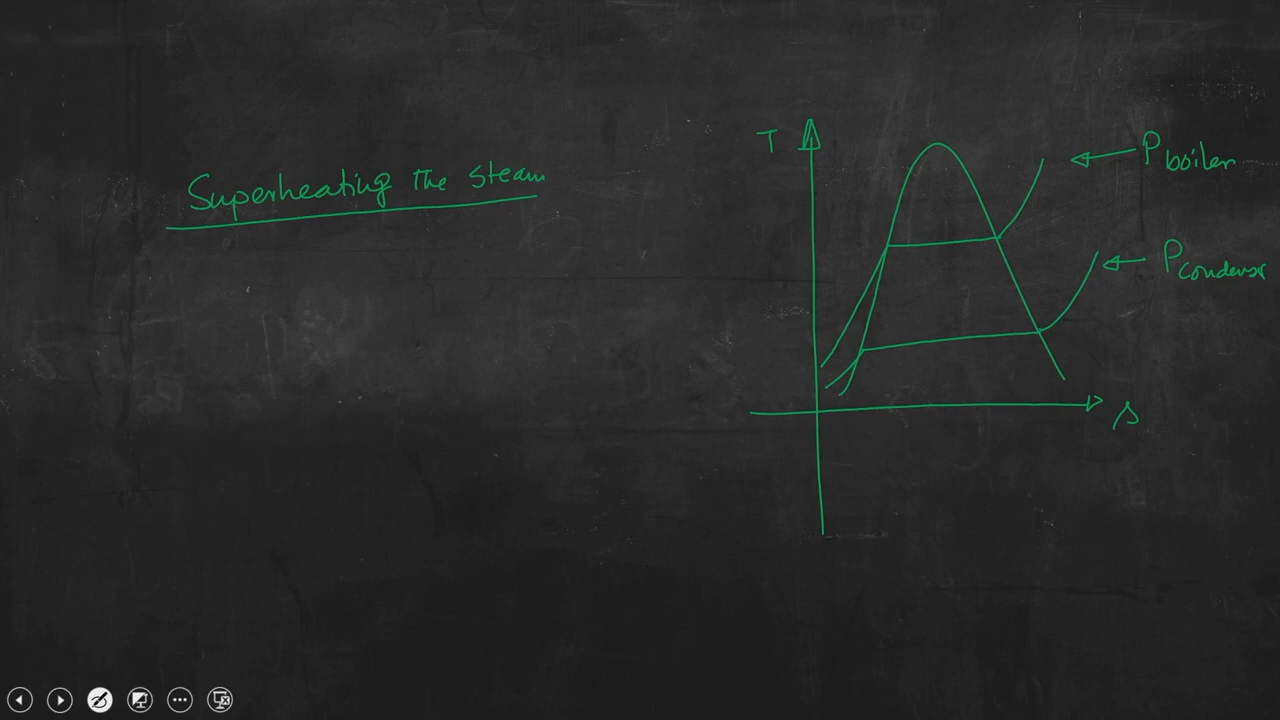 Superheating the steam
T
P boiler
P condenser
s